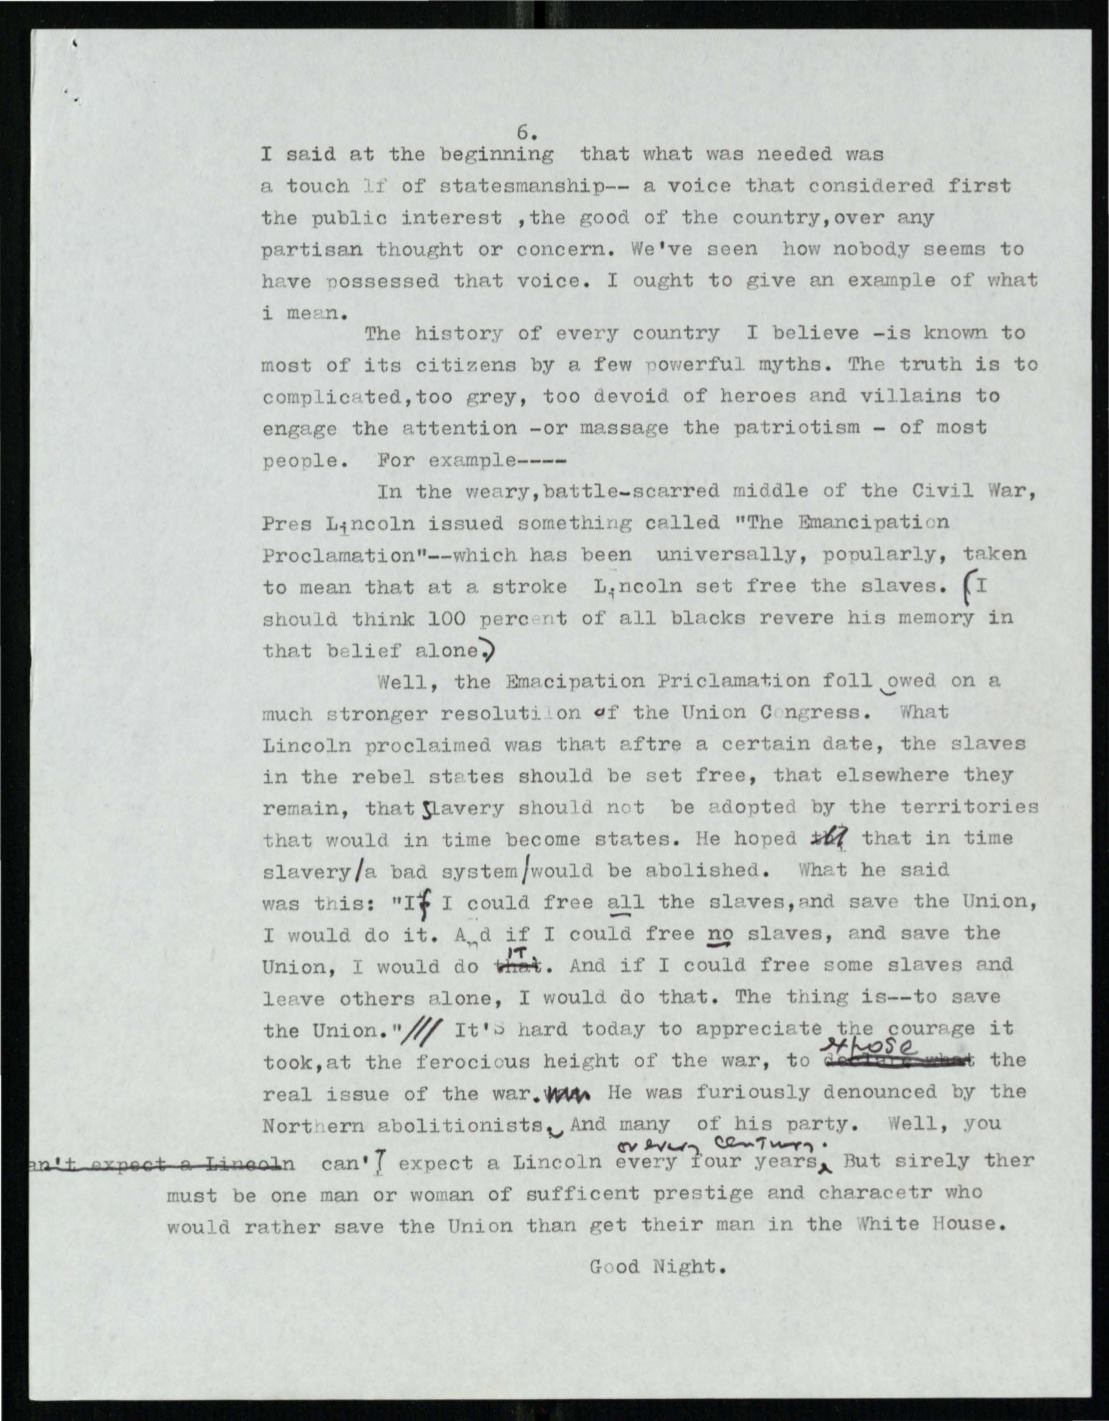 6.
I said at the beginning that what was needed was
a touch lf of statesmanship-- a voice that considered first
the public interest ,the good of the country,over any
partisan thought or concern. We've seen how nobody seems to
have possessed that voice. I ought to give an example of what
i mean.
The history of every country I believe -is known to
most of its citizens by a few powerful myths. The truth is to
complicated,too grey, too devoid of heroes and villains to
engage the attention -or massage the patriotism - of most
people. For example----
In the weary,battle-scarred middle of the Civil War,
Pres Lincoln issued something called "The Emancipation
Proclamation"--which has been universally, popularly, taken
to mean that at a stroke Lincoln set free the slaves. (I
should think 100 percent of all blacks revere his memory in
that belief alone.)
Well, the Emacipation Priclamation foll owed on a
much stronger resoluti on of the Union C ngress. What
Lincoln proclaimed was that aftre a certain date, the slaves
in the rebel states should be set free, that elsewhere they
remain, that Slavery should not be adopted by the territories
that would in time become states. He hoped that in time
slavery/a bad system/would be abolished. What he said
was this: "If I could free all the slaves,and save the Union,
I would do it. And if I could free no slaves, and save the
IT
Union, I would do that. And if I could free some slaves and
leave others alone, I would do that. The thing is--to save
the Union."/// It's hard today to appreciate the courage it
expose
took,at the ferocious height of the war, to declare what the
real issue of the war. He was furiously denounced by the
Northern abolitionists, And many of his party. Well, you
or every century.
an't expect a Lincoln can'T expect a Lincoln every four years, But sirely ther
must be one man or woman of sufficent prestige and characetr who
would rather save the Union than get their man in the White House.
Good Night.